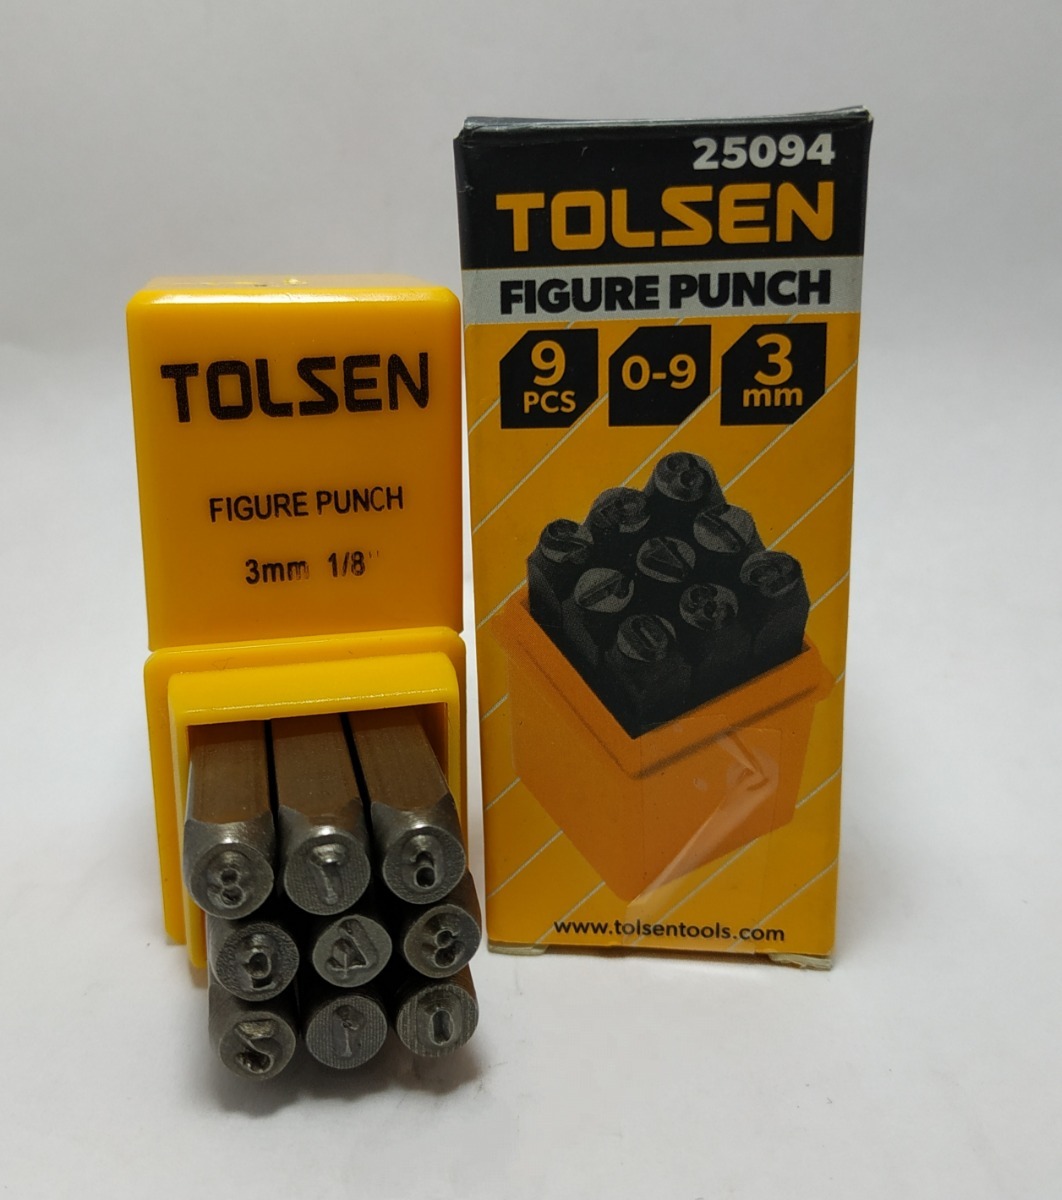 25094
TOLSEN
FIGURE PUNCH
9
PCS
0-9
3
mm
www.tolsentools.com
TOLSEN
FIGURE PUNCH
3mm 1/8"